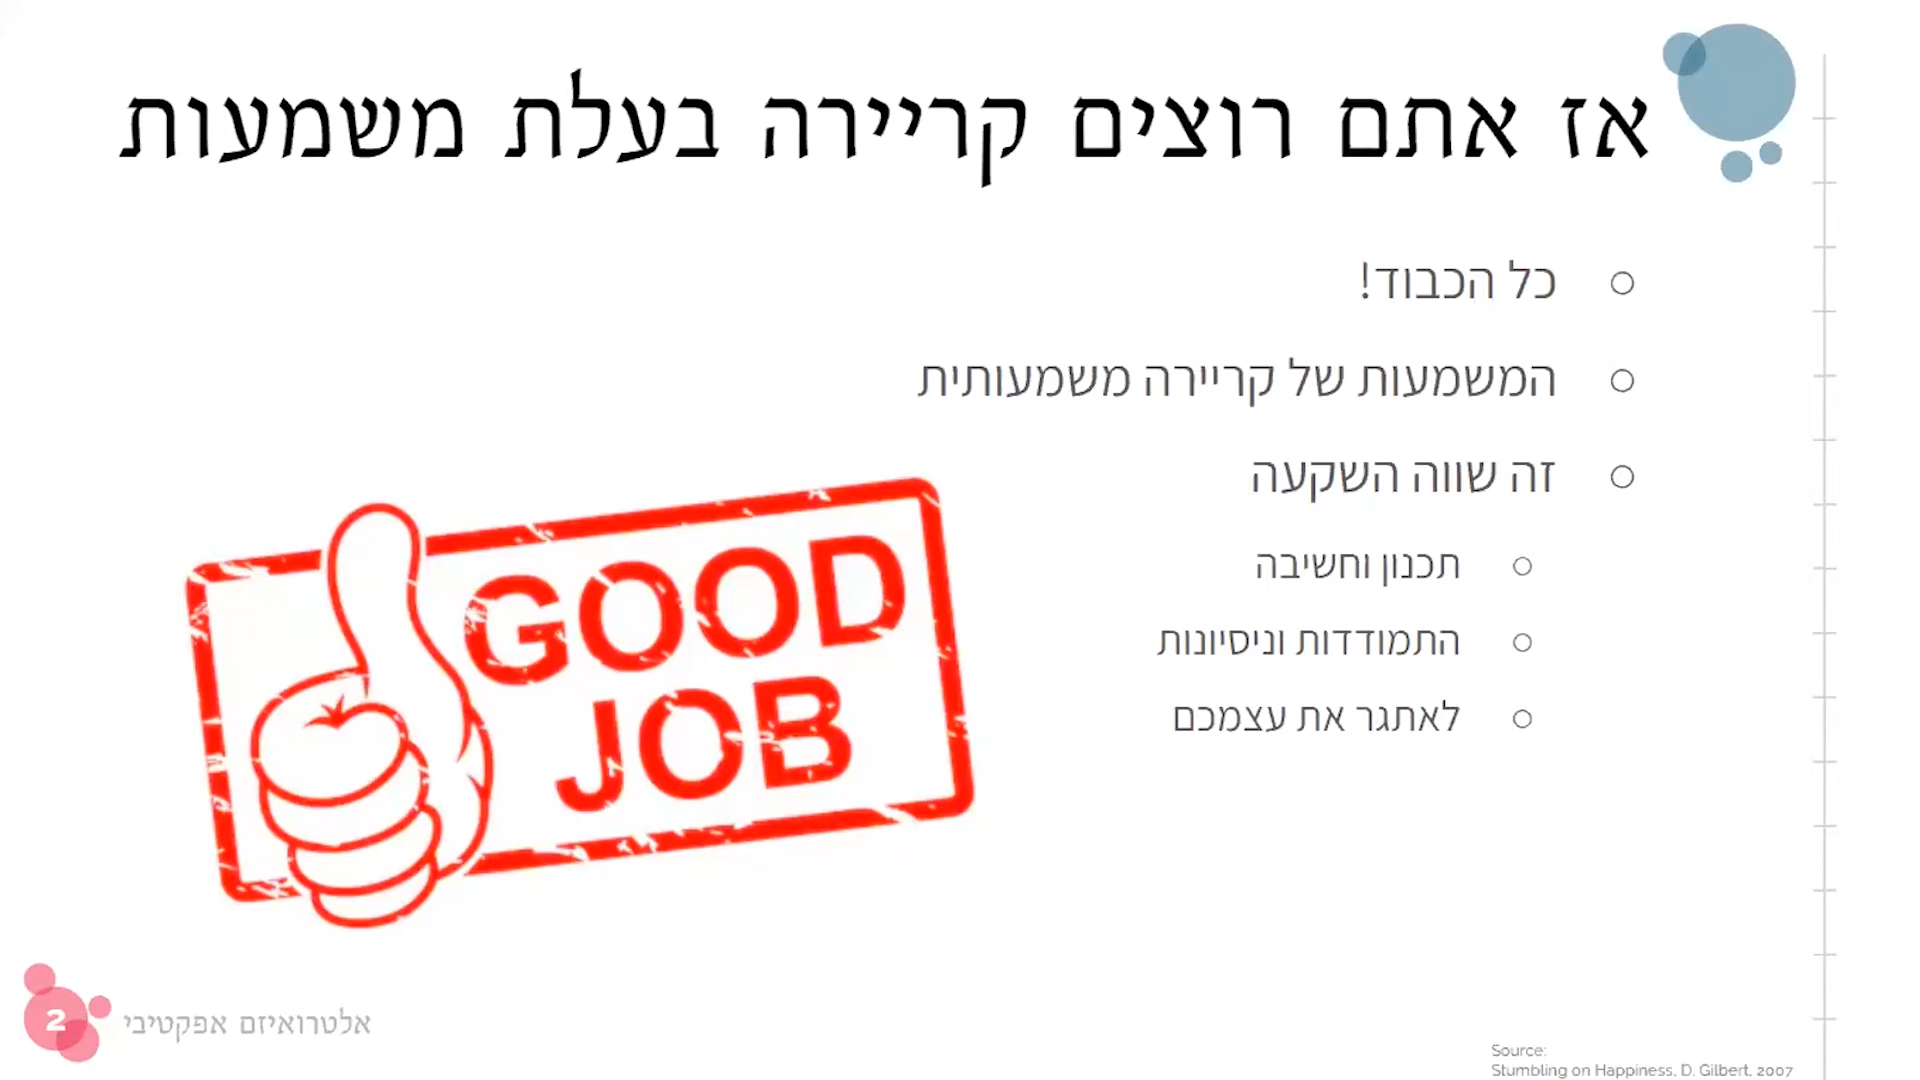 אז אתם רוצים קריירה בעלת משמעות
כל הכבוד!
המשמעות של קריירה משמעותית
זה שווה השקעה
תכנון וחשיבה
התמודדות וניסיונות
לאתגר את עצמכם
GOOD
JOB
2
אלטרואיזם אפקטיבי
Source:
Stumbling on Happiness, D. Gilbert, 2007